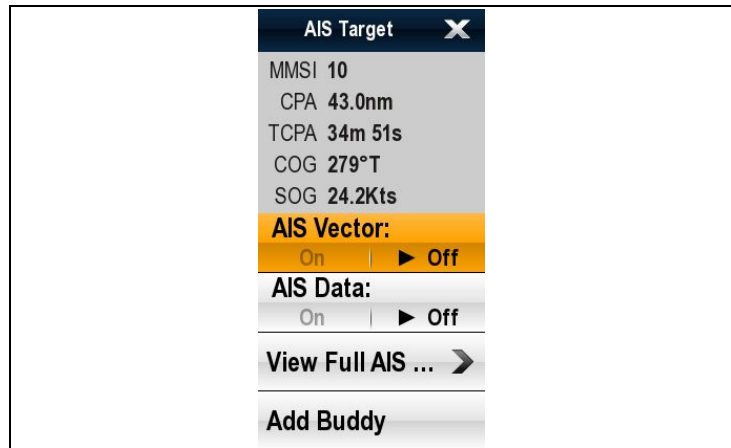 AIS Target X
MMSI 10
CPA 43.0nm
TCPA 34m 51s
COG 279°T
SOG 24.2Kts
AIS Vector:
On ► Off
AIS Data:
On ► Off
View Full AIS ...
Add Buddy